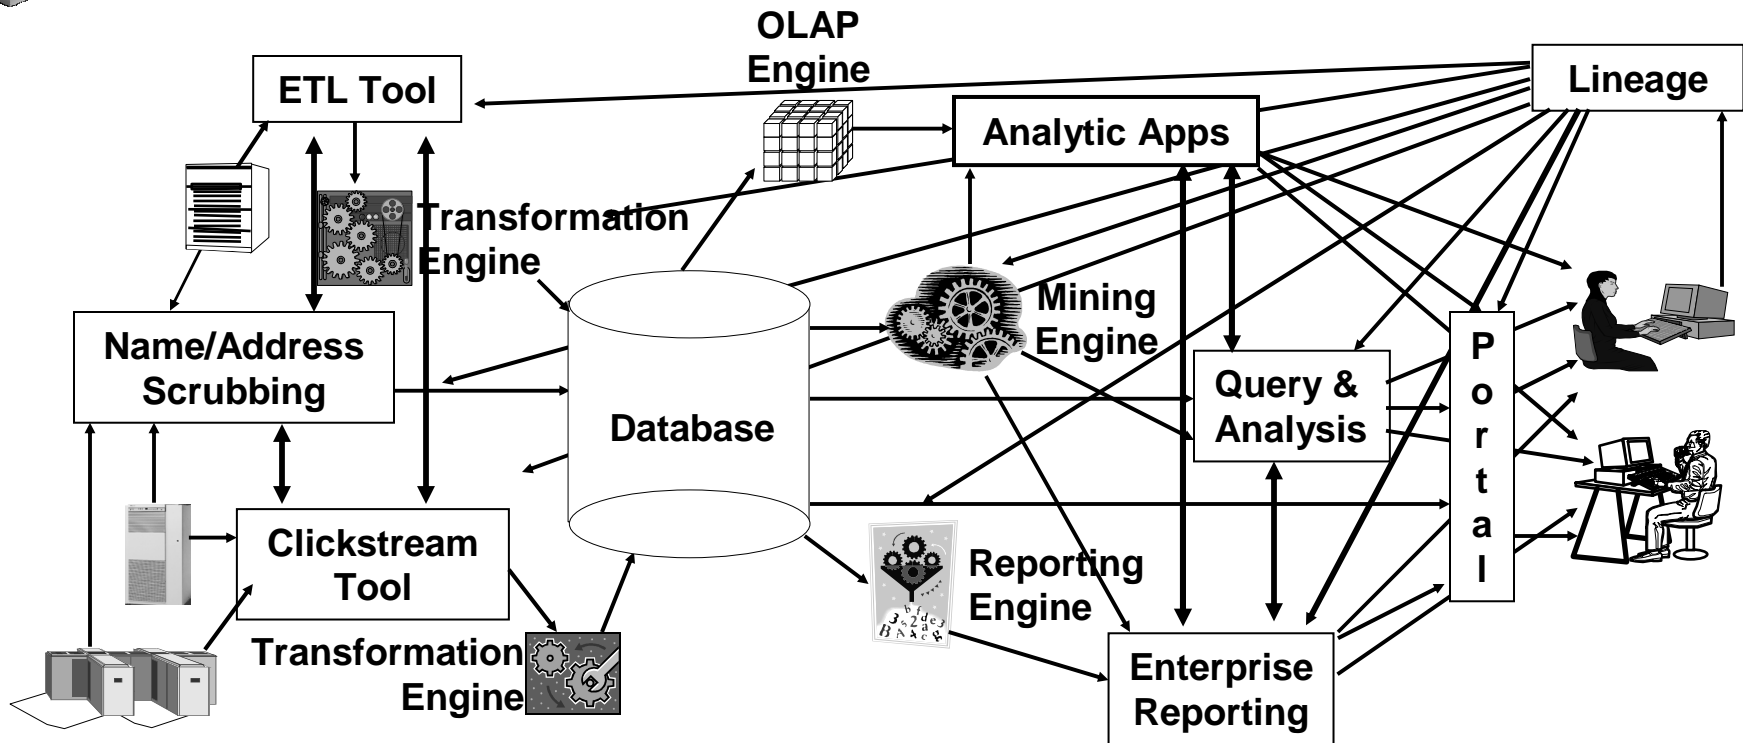 OLAP
Engine
ETL Tool
Lineage
Analytic Apps
Transformation
Engine
Name/Address
Scrubbing
Mining
Engine
Database
Query &
Analysis
P
o
r
t
a
l
Clickstream
Tool
Reporting
Engine
Transformation
Engine
Enterprise
Reporting